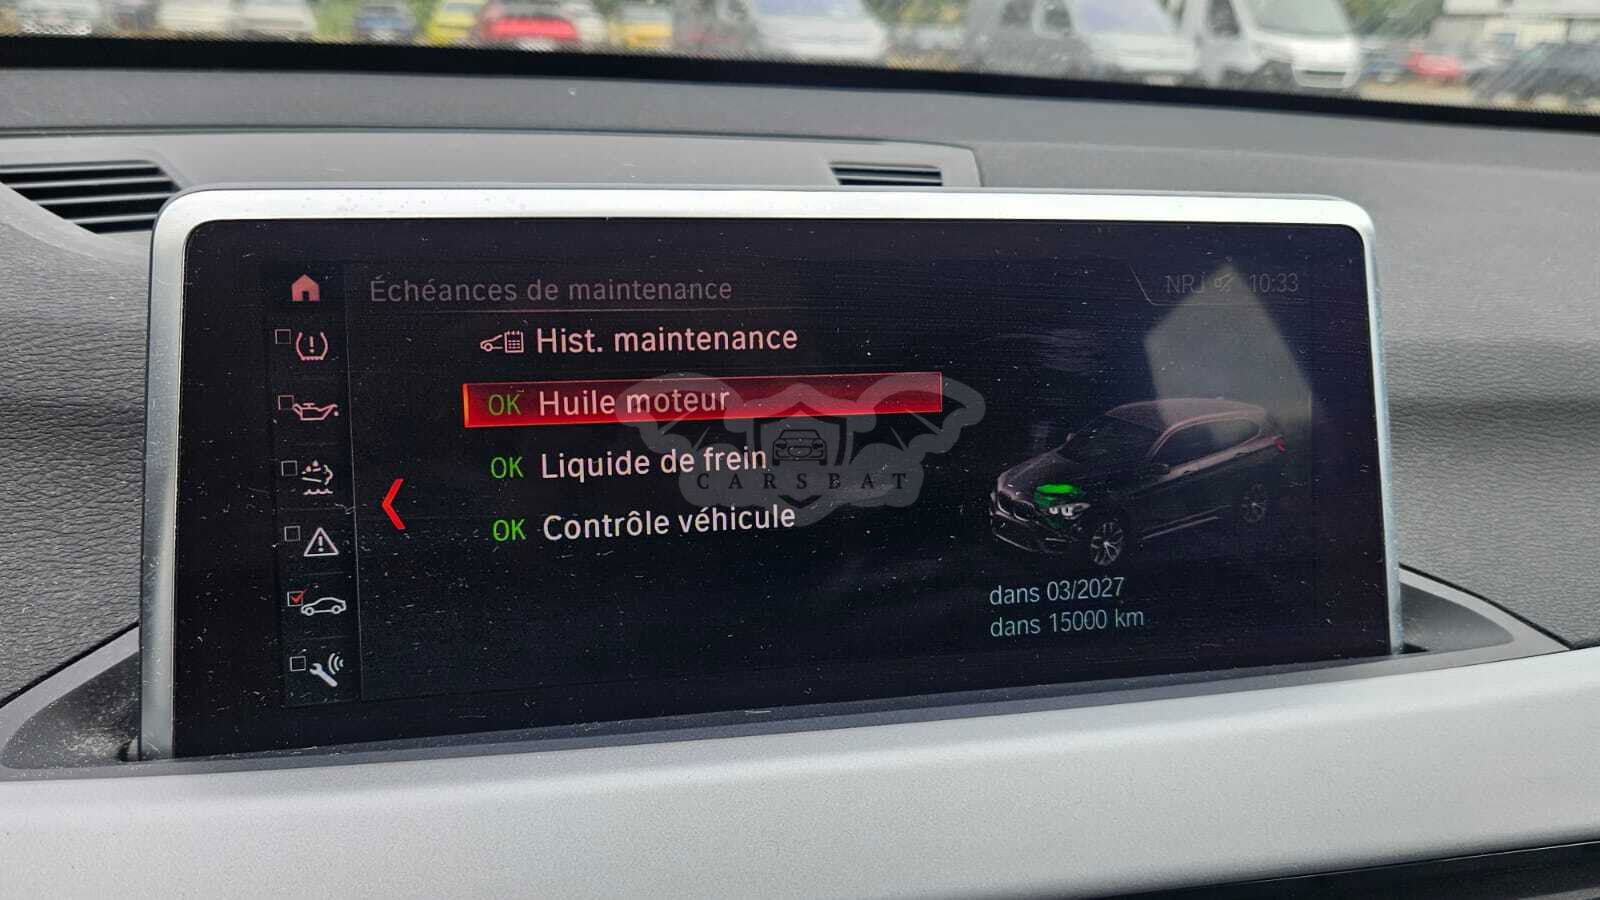 Échéances de maintenance
NRJ 10:33
Hist. maintenance
OK Huile moteur
OK Liquide de frein
CARSBAT
OK Contrôle véhicule
dans 03/2027
dans 15000 km